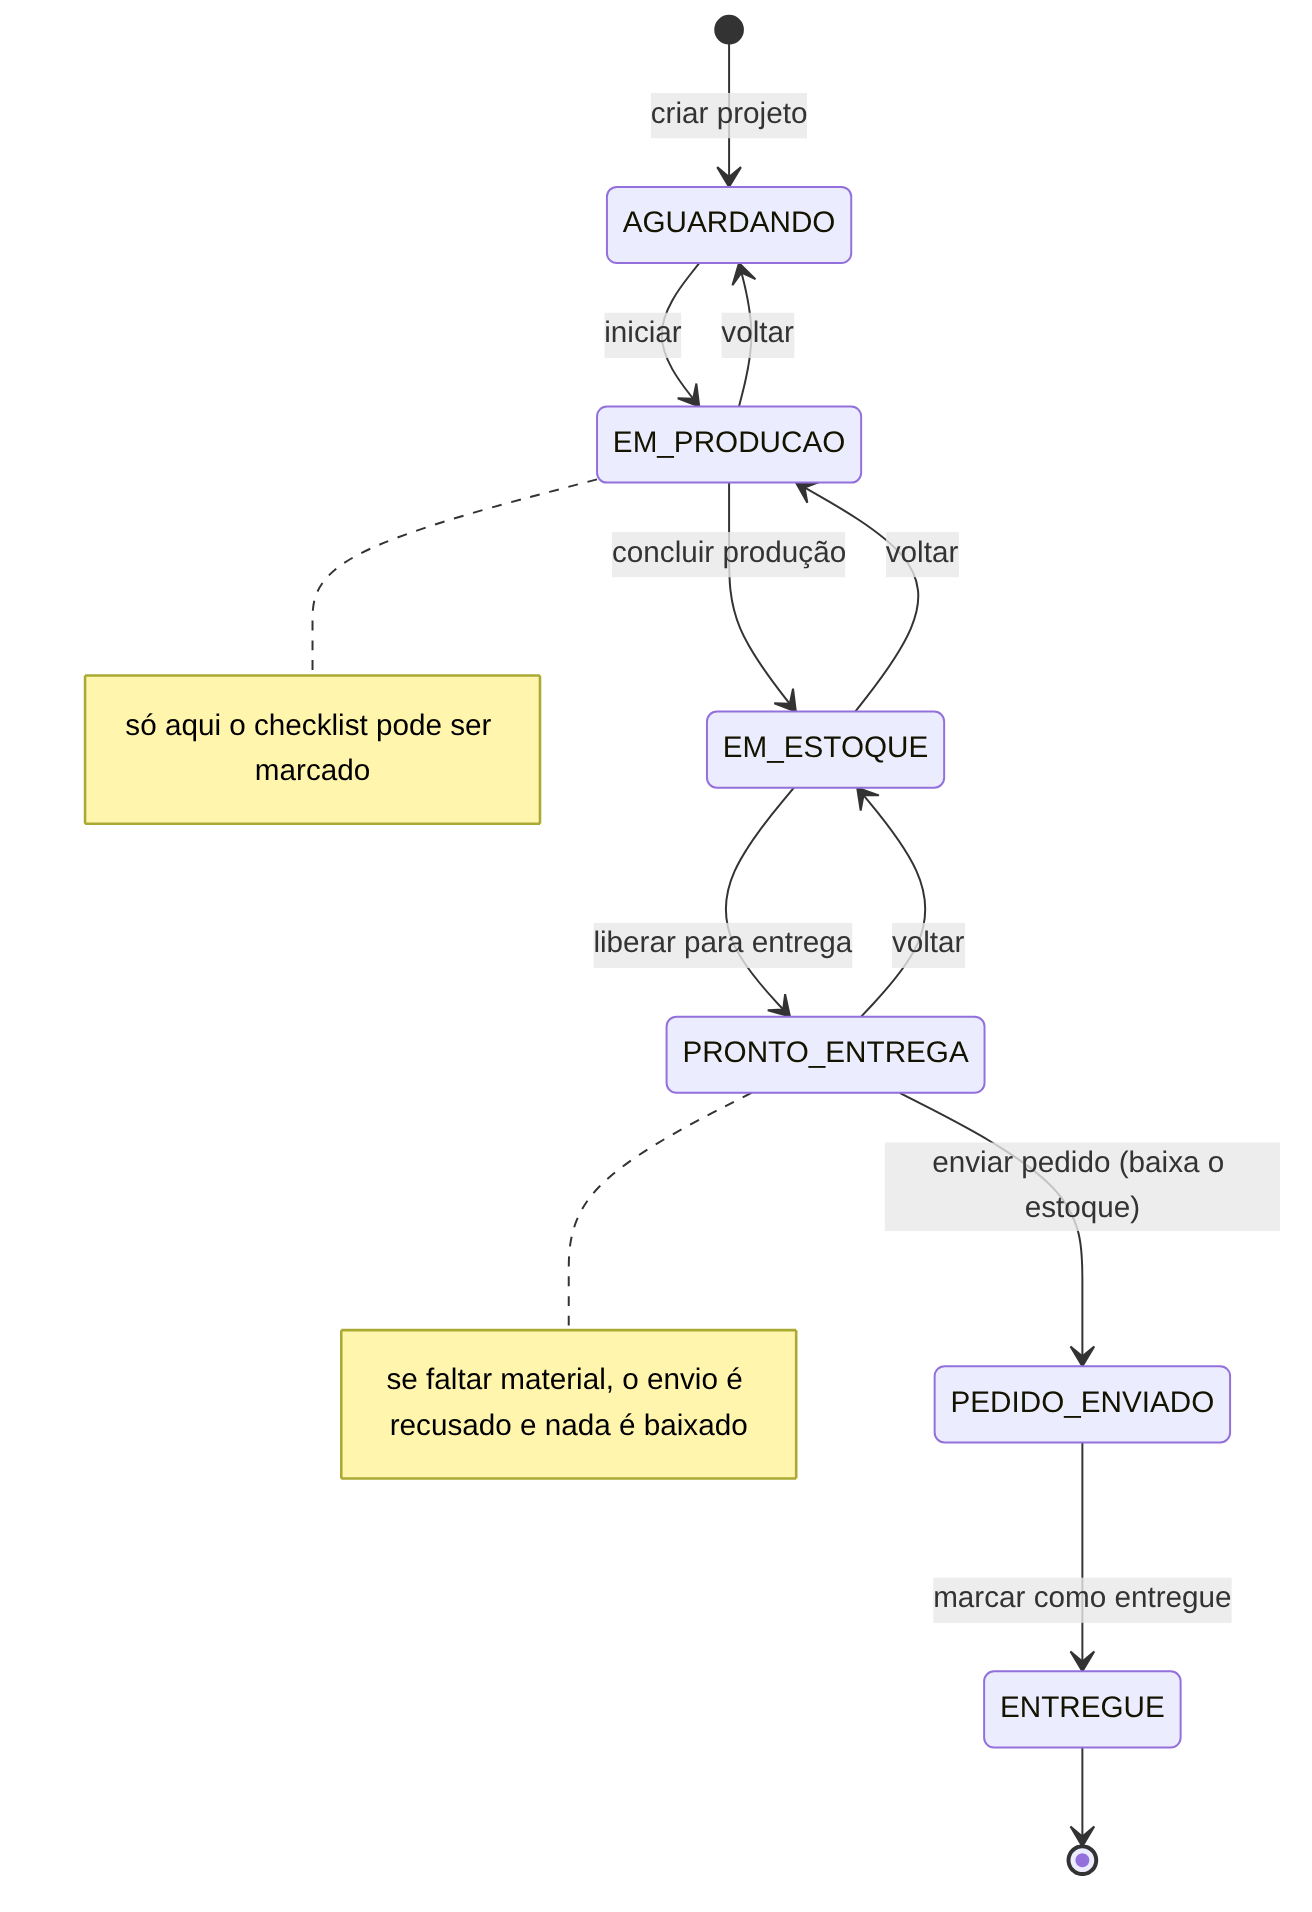 criar projeto
AGUARDANDO
iniciar
voltar
EM_PRODUCAO
concluir produção
voltar
só aqui o checklist pode ser
marcado
EM_ESTOQUE
liberar para entrega
voltar
PRONTO_ENTREGA
enviar pedido (baixa o
estoque)
se faltar material, o envio é
recusado e nada é baixado
PEDIDO_ENVIADO
marcar como entregue
ENTREGUE